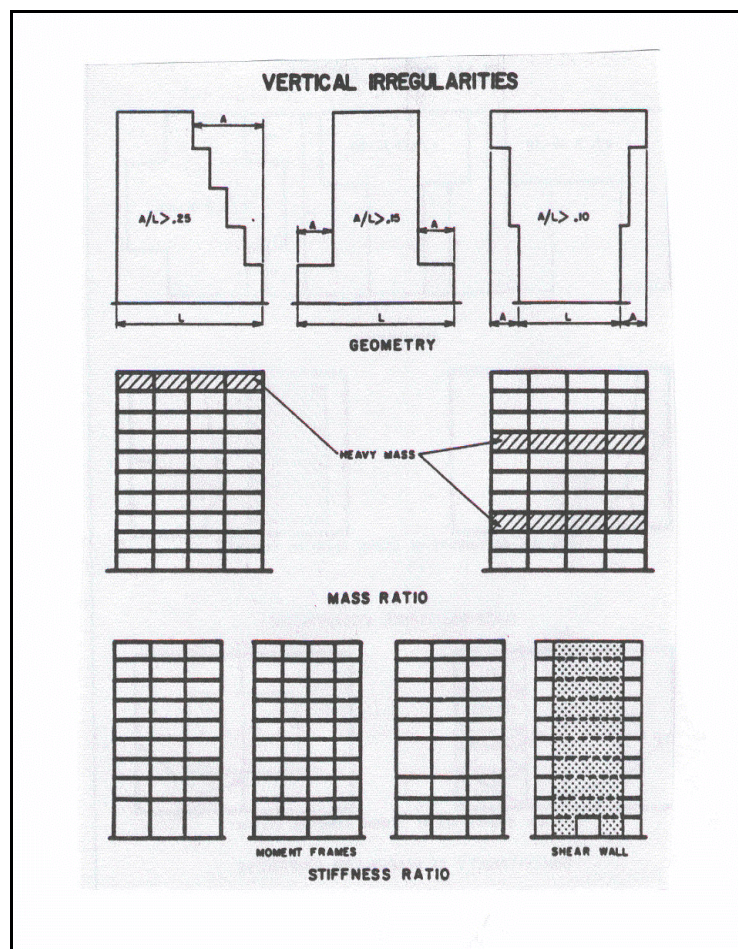 VERTICAL IRREGULARITIES
A
A/L>.25
L
A
A/L>.15
A
L
A/L>.10
A
L
A
GEOMETRY
HEAVY MASS
MASS RATIO
MOMENT FRAMES
SHEAR WALL
STIFFNESS RATIO